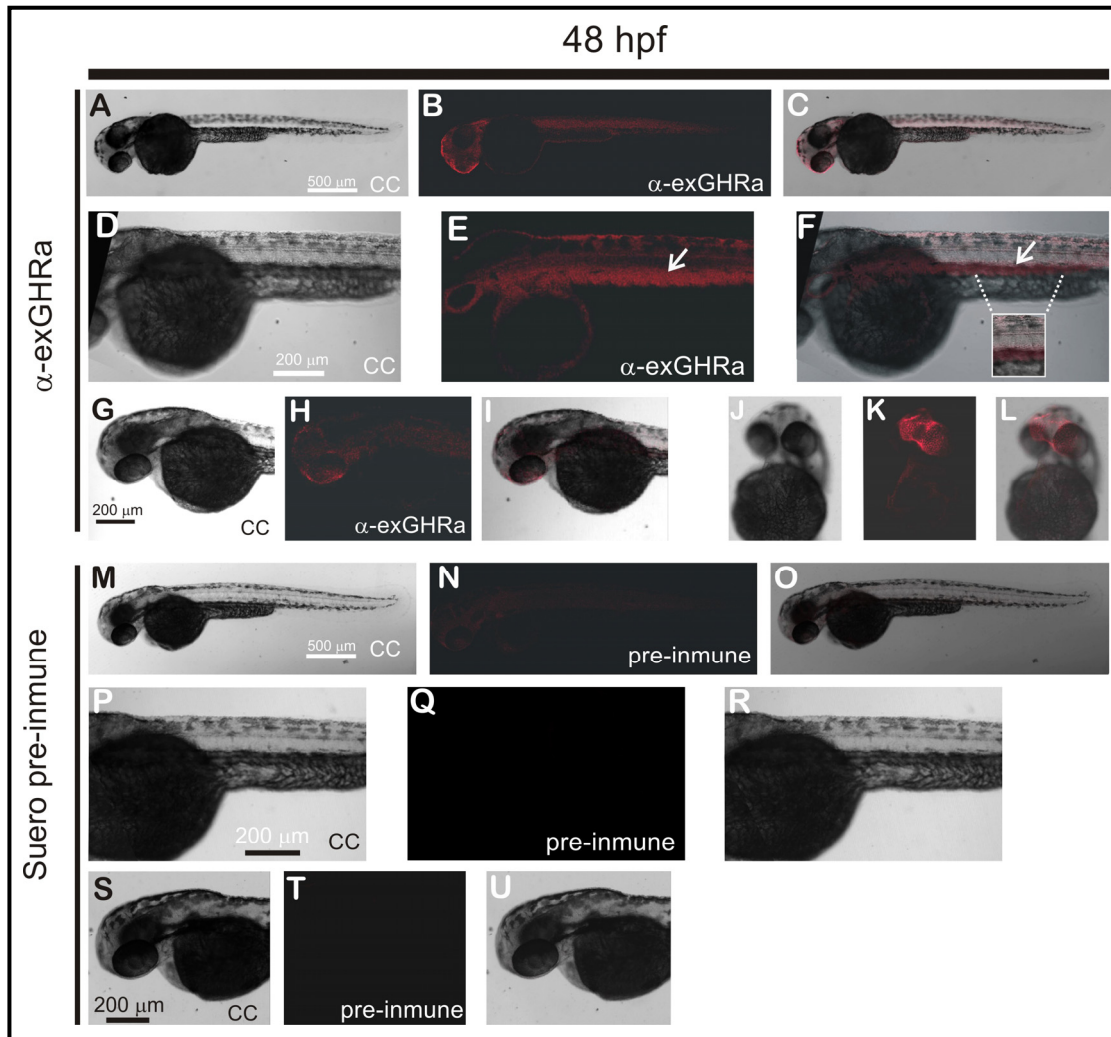 48 hpf
α-exGHRa
A
500 µm
CC
B
α-exGHRa
C
D
200 µm
CC
E
α-exGHRa
F
G
200 µm
CC
H
α-exGHRa
I
J
K
L
Suero pre-inmune
M
500 µm
CC
N
pre-inmune
O
P
200 µm
CC
Q
pre-inmune
R
S
200 µm
CC
T
pre-inmune
U